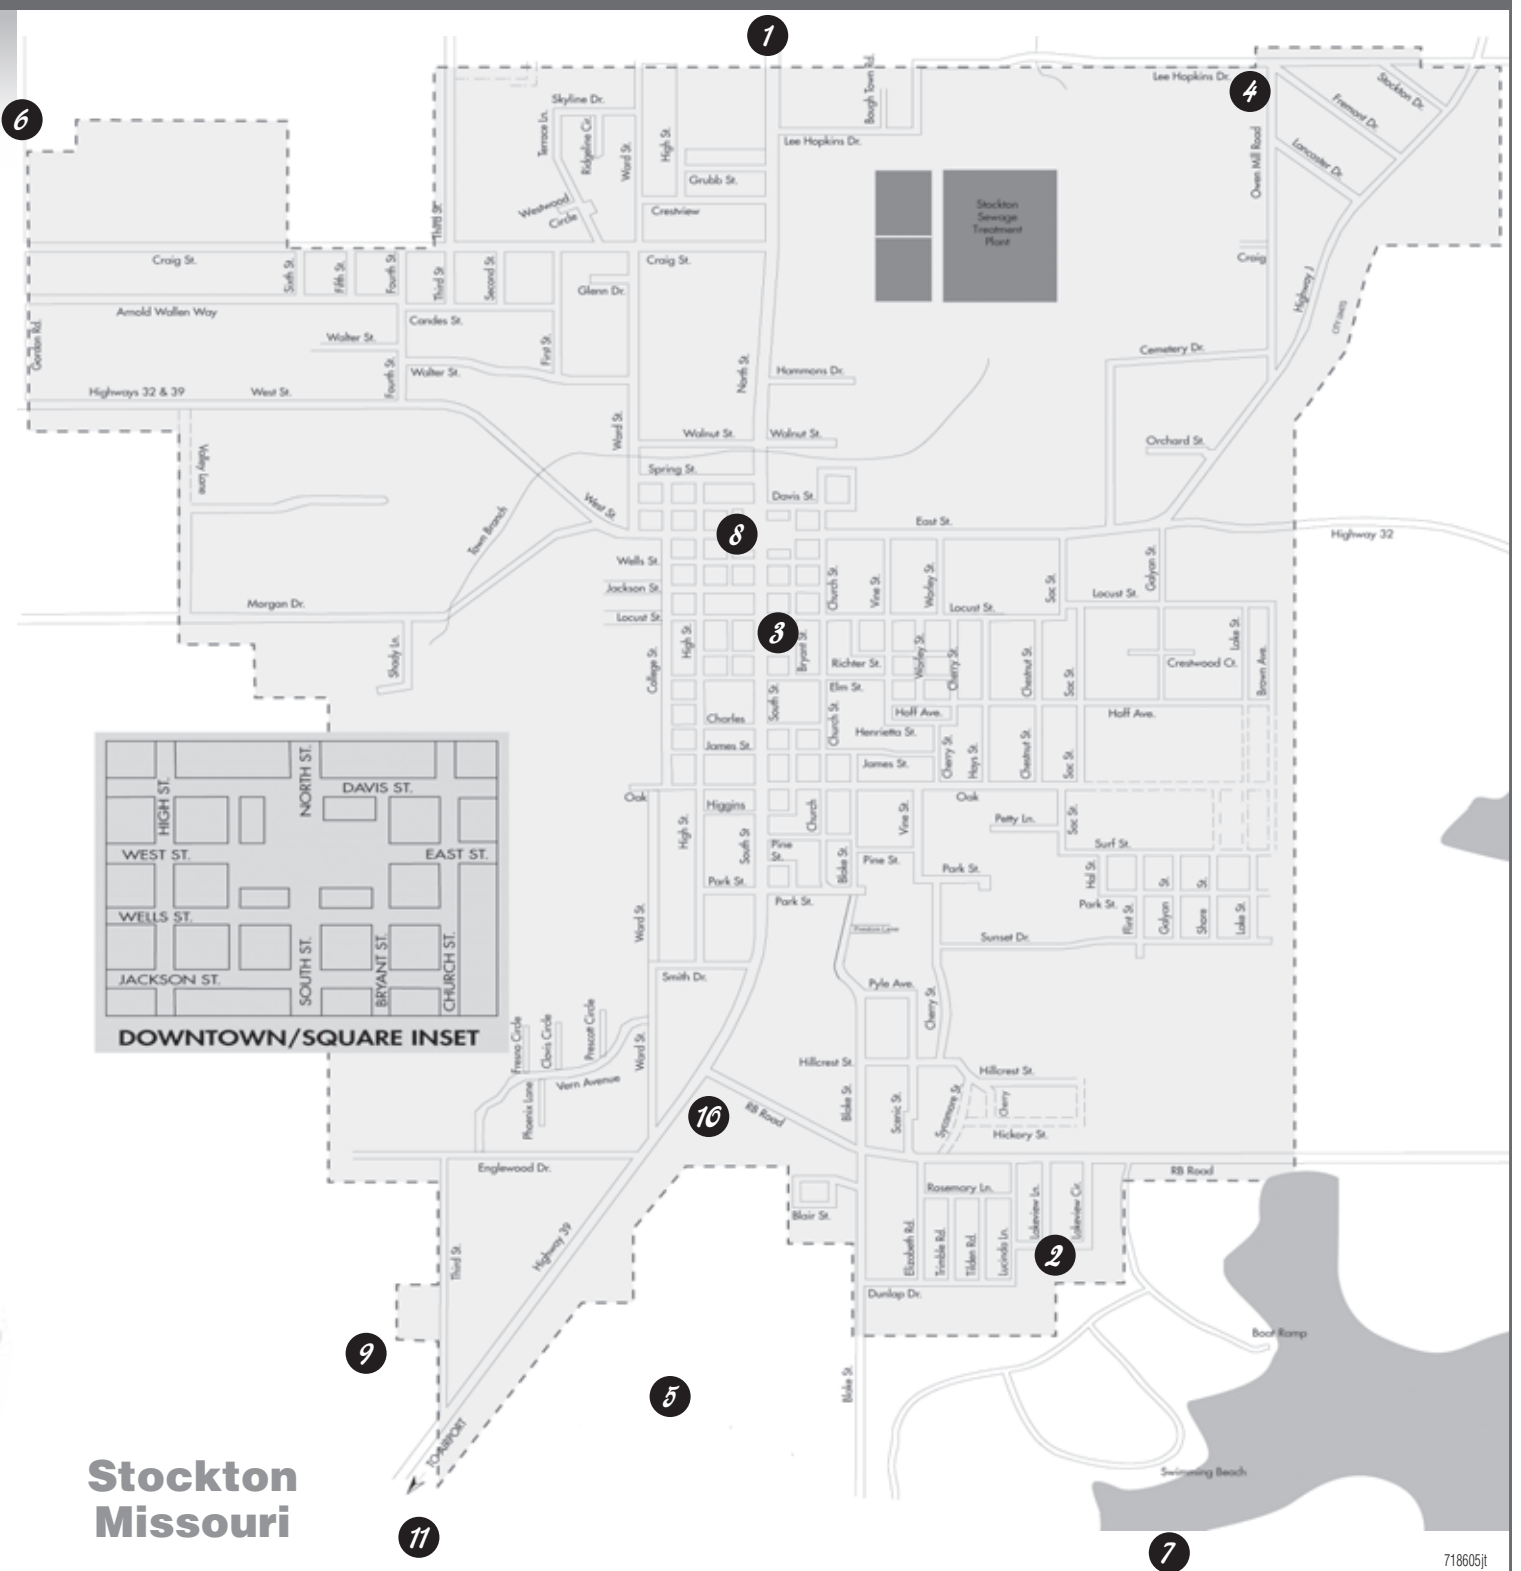 1
Lee Hopkins Dr.
4
Stockton Dr.
Fremont Dr.
Lancaster Dr.
Owen Mill Road
6
Skyline Dr.
Terrace Ln.
Ridgeline Cir.
Ward St.
High St.
Bough Town Rd.
Lee Hopkins Dr.
Grubb St.
Crestview
Westwood
Circle
Third St.
Stockton
Sewage
Treatment
Plant
Craig St.
Sixth St.
Fifth St.
Fourth St.
Third St
Second St.
Craig St.
Craig
Glenn Dr.
Highway J
CITY LIMITS
Arnold Wallen Way
Candes St.
Gordon Rd.
Walter St.
Fourth St.
Walter St.
First St.
North St.
Hammons Dr.
Cemetery Dr.
Highways 32 & 39
West St.
Ward St.
Walnut St.
Walnut St.
Orchard St.
Valley Lane
Spring St.
Davis St.
West St.
Town Branch
8
East St.
Highway 32
Wells St.
Jackson St.
Locust St.
Church St.
Vine St.
Worley St.
Locust St.
Sac St.
Locust St.
Galyan St.
Morgan Dr.
Shady Ln.
3
College St.
High St.
Bryant St.
Richter St.
Worley St.
Cherry St.
Chestnut St.
Sac St.
Crestwood Ct.
Lake St.
Brown Ave.
Elm St.
South St.
Church St.
Charles
Hoff Ave.
Hoff Ave.
Henrietta St.
James St.
James St.
Cherry St.
Hays St.
Chestnut St.
Sac St.
Oak
Higgins
Church
Vine St.
Oak
Petty Ln.
Sac St.
High St.
South St
Pine
St.
Blake St.
Pine St.
Park St.
Surf St.
Park St.
Park St.
Hal St.
Park St.
Flint St.
St.
Galyan
St.
Shore
Lake St.
Ward St.
Sunset Dr.
Smith Dr.
Pyle Ave.
Cherry St.
HIGH ST.
NORTH ST.
DAVIS ST.
WEST ST.
EAST ST.
WELLS ST.
JACKSON ST.
SOUTH ST.
BRYANT ST.
CHURCH ST.
DOWNTOWN/SQUARE INSET
Fresno Circle
Clovis Circle
Prescott Circle
Ward St.
Vern Avenue
Phoenix Lane
Hillcrest St.
Hillcrest St.
Blake St.
Scenic St.
Sycamore St.
Cherry
Hickory St.
10
RB Road
Englewood Dr.
RB Road
Rosemary Ln.
Lakeview Ln.
Lakeview Cir.
Blair St.
Elizabeth Rd.
Trimble Rd.
Tilden Rd.
Lucinda Ln.
2
Third St.
Highway 39
Dunlap Dr.
Boat Ramp
9
5
Blake St.
TO AIRPORT
Swimming Beach
Stockton
Missouri
11
7
718605jt